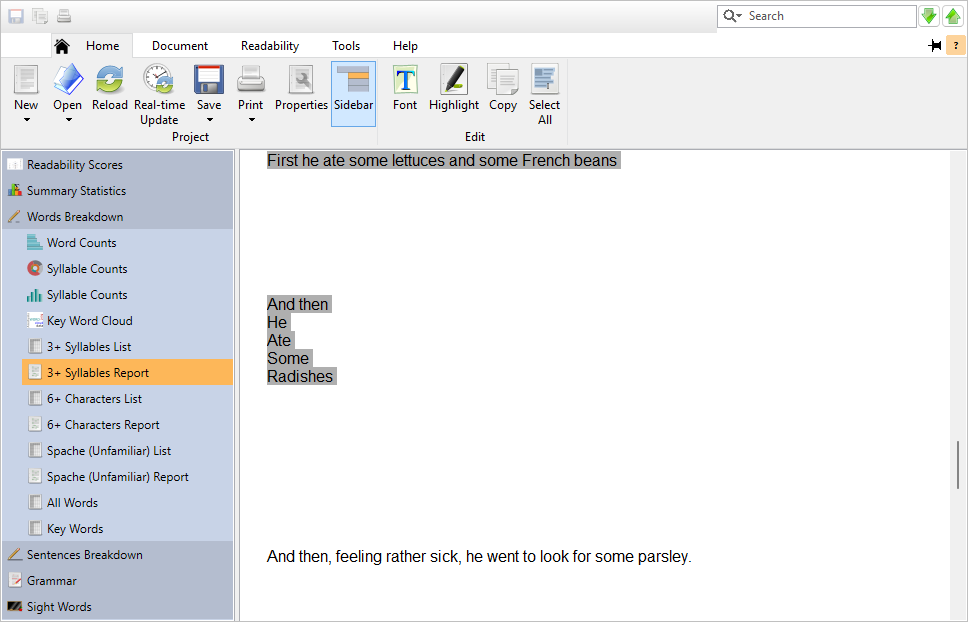 Search
Home Document Readability Tools Help
?
New Open Reload Real-time Update Save Print Properties Sidebar Font Highlight Copy Select All
Project Edit
Readability Scores
Summary Statistics
Words Breakdown
Word Counts
Syllable Counts
Syllable Counts
Key Word Cloud
3+ Syllables List
3+ Syllables Report
6+ Characters List
6+ Characters Report
Spache (Unfamiliar) List
Spache (Unfamiliar) Report
All Words
Key Words
Sentences Breakdown
Grammar
Sight Words
First he ate some lettuces and some French beans
And then
He
Ate
Some
Radishes
And then, feeling rather sick, he went to look for some parsley.